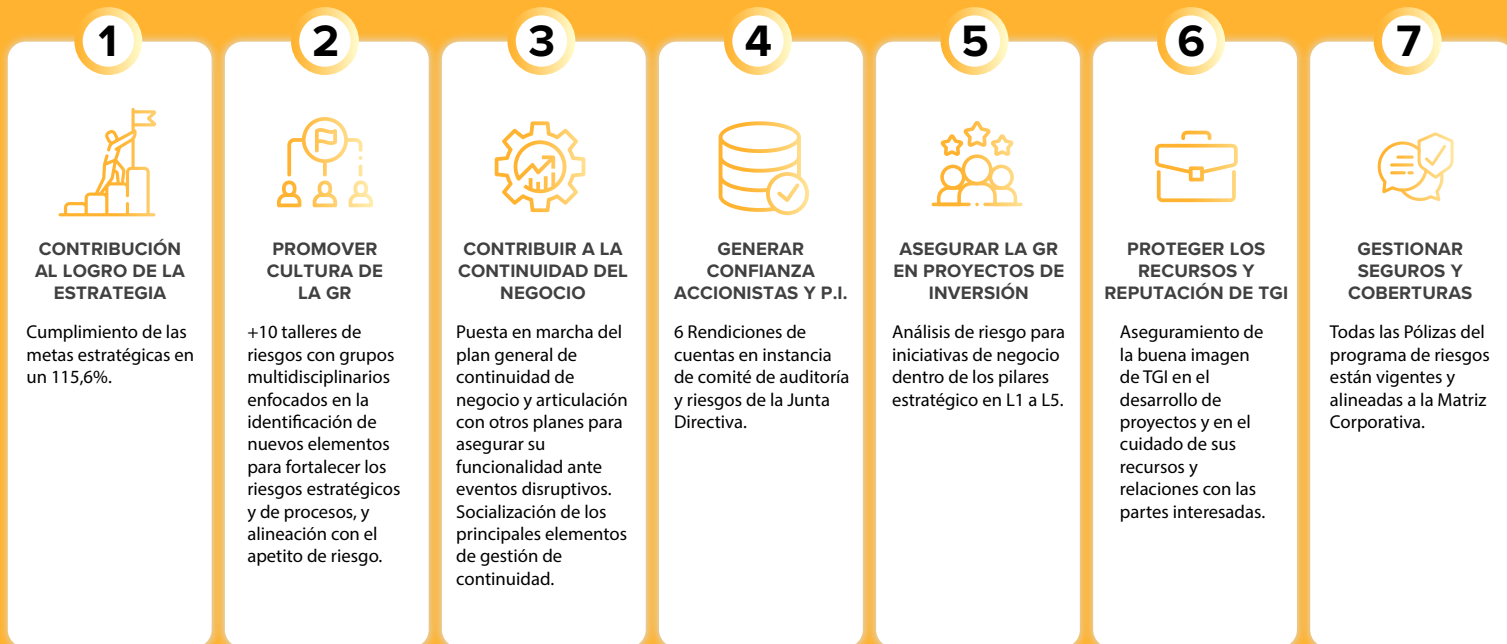 1
CONTRIBUCIÓN
AL LOGRO DE LA
ESTRATEGIA
Cumplimiento de las
metas estratégicas en
un 115,6%.
2
PROMOVER
CULTURA DE
LA GR
+10 talleres de
riesgos con grupos
multidisciplinarios
enfocados en la
identificación de
nuevos elementos
para fortalecer los
riesgos estratégicos
y de procesos, y
alineación con el
apetito de riesgo.
3
CONTRIBUIR A LA
CONTINUIDAD DEL
NEGOCIO
Puesta en marcha del
plan general de
continuidad de
negocio y articulación
con otros planes para
asegurar su
funcionalidad ante
eventos disruptivos.
Socialización de los
principales elementos
de gestión de
continuidad.
4
GENERAR
CONFIANZA
ACCIONISTAS Y P.I.
6 Rendiciones de
cuentas en instancia
de comité de auditoría
y riesgos de la Junta
Directiva.
5
ASEGURAR LA GR
EN PROYECTOS DE
INVERSIÓN
Análisis de riesgo para
iniciativas de negocio
dentro de los pilares
estratégico en L1 a L5.
6
PROTEGER LOS
RECURSOS Y
REPUTACIÓN DE TGI
Aseguramiento de
la buena imagen
de TGI en el
desarrollo de
proyectos y en el
cuidado de sus
recursos y
relaciones con las
partes interesadas.
7
GESTIONAR
SEGUROS Y
COBERTURAS
Todas las Pólizas del
programa de riesgos
están vigentes y
alineadas a la Matriz
Corporativa.